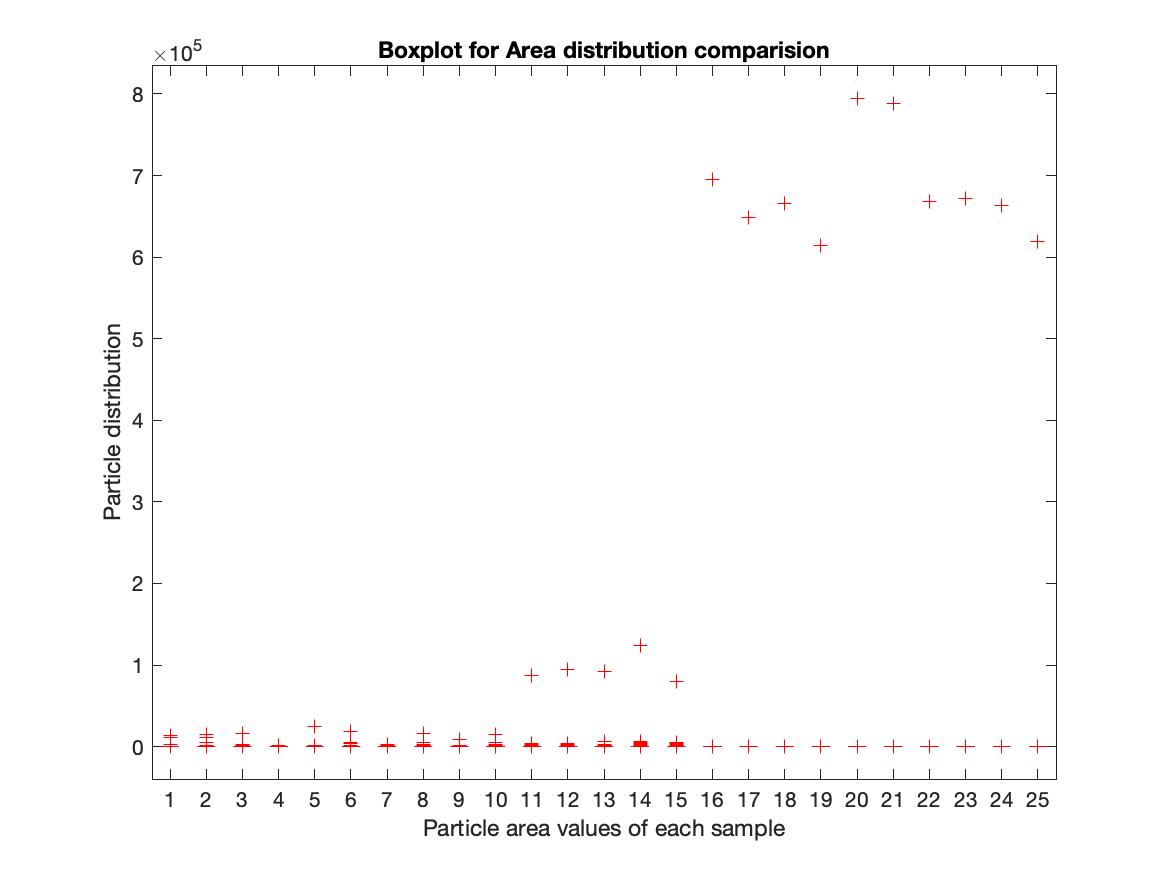 Boxplot for Area distribution comparision
×10^5
8
7
6
5
4
3
2
1
0
Particle distribution
1 2 3 4 5 6 7 8 9 10 11 12 13 14 15 16 17 18 19 20 21 22 23 24 25
Particle area values of each sample